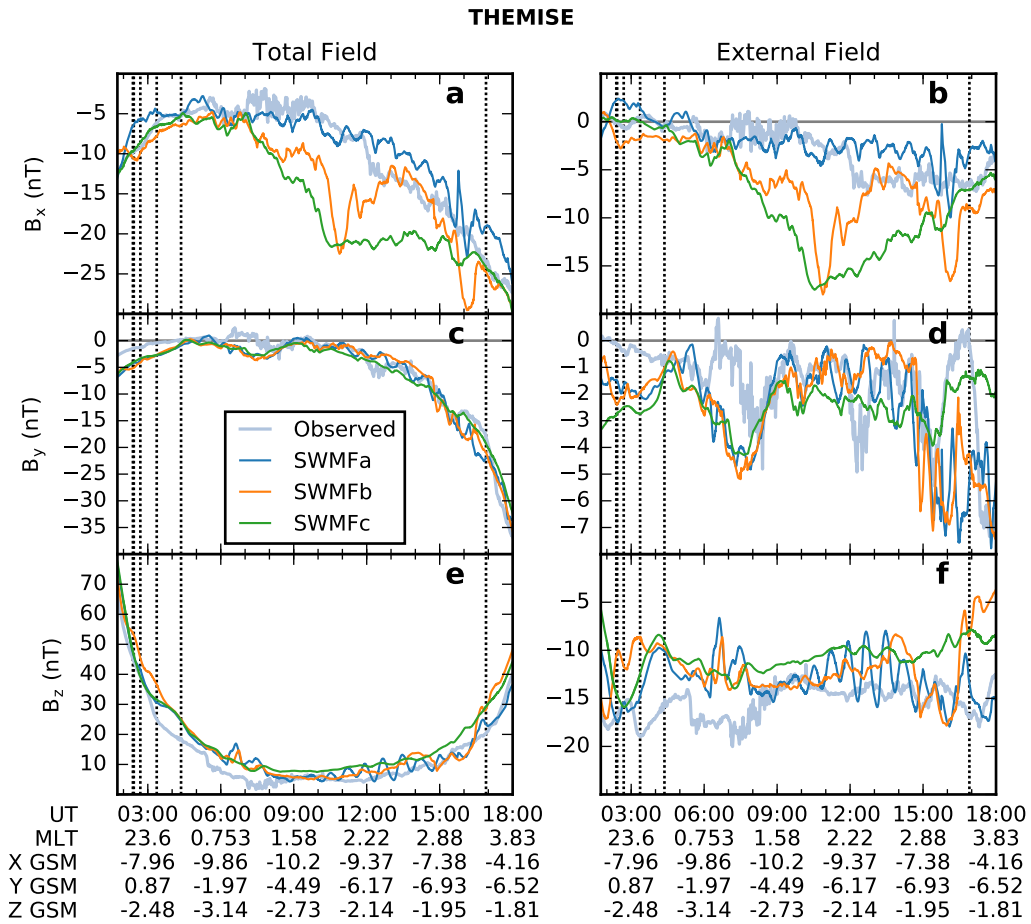 THEMISE
Total Field
External Field
a
b
−5
−10
−15
−20
−25
Bx (nT)
0
−5
−10
−15
c
d
0
−5
−10
−15
−20
−25
−30
−35
By (nT)
Observed
SWMFa
SWMFb
SWMFc
0
−1
−2
−3
−4
−5
−6
−7
e
f
70
60
50
40
30
20
10
Bz (nT)
−5
−10
−15
−20
UT 03:00 06:00 09:00 12:00 15:00 18:00 03:00 06:00 09:00 12:00 15:00 18:00
MLT 23.6 0.753 1.58 2.22 2.88 3.83 23.6 0.753 1.58 2.22 2.88 3.83
X GSM -7.96 -9.86 -10.2 -9.37 -7.38 -4.16 -7.96 -9.86 -10.2 -9.37 -7.38 -4.16
Y GSM 0.87 -1.97 -4.49 -6.17 -6.93 -6.52 0.87 -1.97 -4.49 -6.17 -6.93 -6.52
Z GSM -2.48 -3.14 -2.73 -2.14 -1.95 -1.81 -2.48 -3.14 -2.73 -2.14 -1.95 -1.81